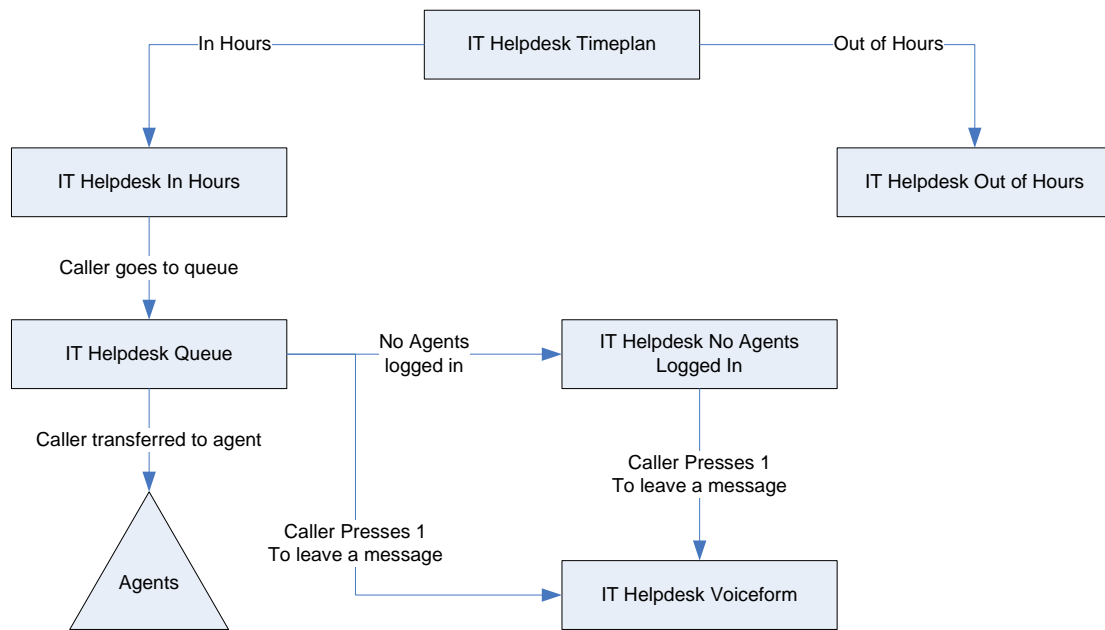 In Hours
IT Helpdesk Timeplan
Out of Hours
IT Helpdesk In Hours
IT Helpdesk Out of Hours
Caller goes to queue
IT Helpdesk Queue
No Agents
logged in
IT Helpdesk No Agents
Logged In
Caller transferred to agent
Caller Presses 1
To leave a message
Caller Presses 1
To leave a message
Agents
IT Helpdesk Voiceform